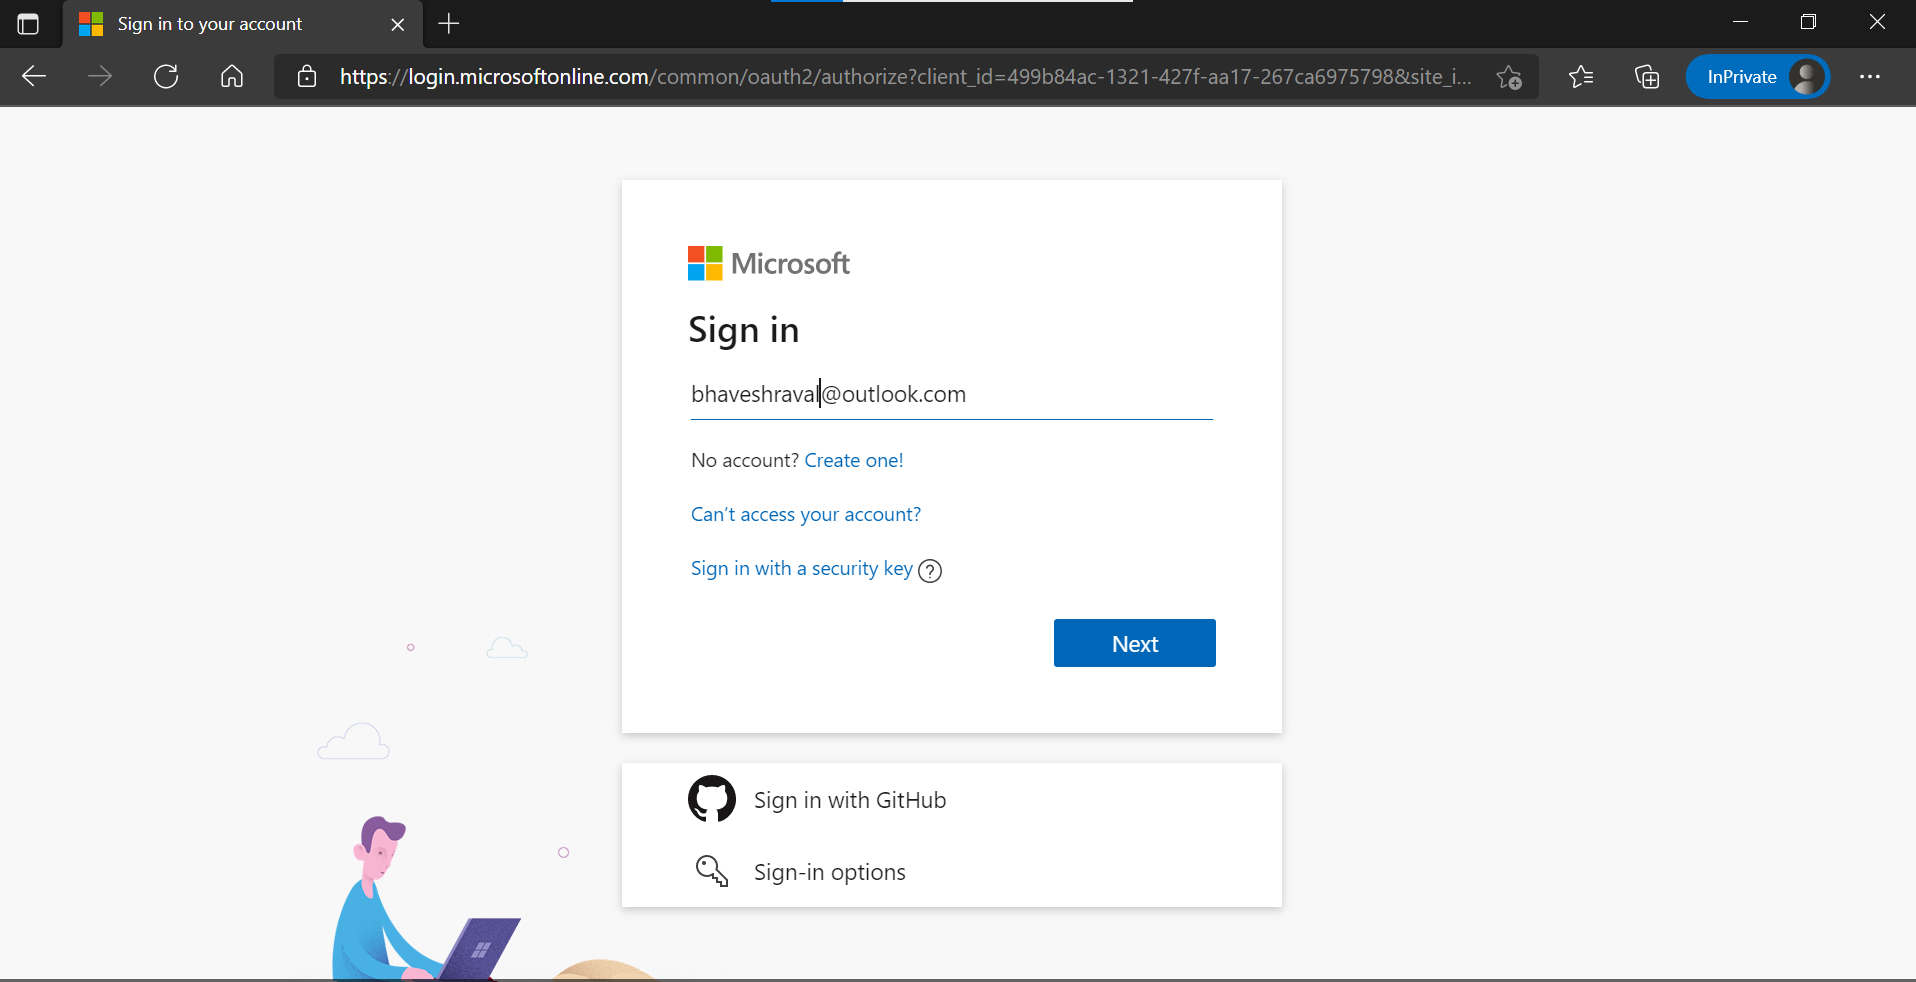 Sign in to your account
https://login.microsoftonline.com/common/oauth2/authorize?client_id=499b84ac-1321-427f-aa17-267ca6975798&site_i...
InPrivate
Microsoft
Sign in
bhaveshraval@outlook.com
No account? Create one!
Can't access your account?
Sign in with a security key
Next
Sign in with GitHub
Sign-in options